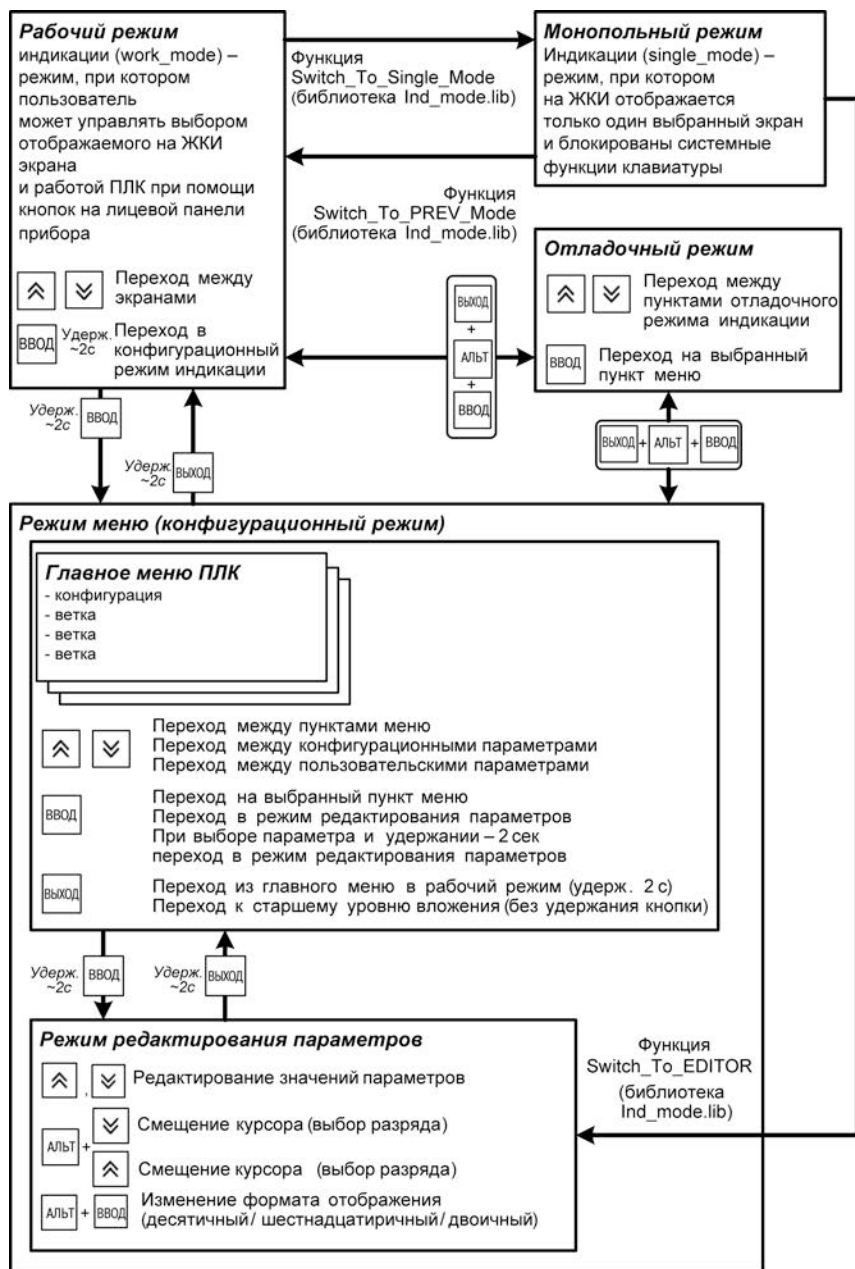 Рабочий режим
индикации (work_mode) –
режим, при котором
пользователь
может управлять выбором
отображаемого на ЖКИ
экрана
и работой ПЛК при помощи
кнопок на лицевой панели
прибора
Переход между
экранами
ВВОД Удерж. ~2с Переход в
конфигурационный
режим индикации
Функция
Switch_To_Single_Mode
(библиотека Ind_mode.lib)
Функция
Switch_To_PREV_Mode
(библиотека Ind_mode.lib)
Монопольный режим
Индикации (single_mode) –
режим, при котором
на ЖКИ отображается
только один выбранный экран
и блокированы системные
функции клавиатуры
Отладочный режим
Переход между
пунктами отладочного
режима индикации
ВВОД Переход на выбранный
пункт меню
ВЫХОД
+
АЛЬТ
+
ВВОД
ВЫХОД + АЛЬТ + ВВОД
Удерж. ~2с ВВОД
Удерж. ~2с ВЫХОД
Режим меню (конфигурационный режим)
Главное меню ПЛК
- конфигурация
- ветка
- ветка
- ветка
Переход между пунктами меню
Переход между конфигурационными параметрами
Переход между пользовательскими параметрами
ВВОД
Переход на выбранный пункт меню
Переход в режим редактирования параметров
При выборе параметра и удержании – 2 сек
переход в режим редактирования параметров
ВЫХОД
Переход из главного меню в рабочий режим (удерж. 2 с)
Переход к старшему уровню вложения (без удержания кнопки)
Удерж. ~2с ВВОД
Удерж. ~2с ВЫХОД
Режим редактирования параметров
, Редактирование значений параметров
АЛЬТ +
Смещение курсора (выбор разряда)
Смещение курсора (выбор разряда)
АЛЬТ + ВВОД Изменение формата отображения
(десятичный/ шестнадцатиричный/ двоичный)
Функция
Switch_To_EDITOR
(библиотека
Ind_mode.lib)